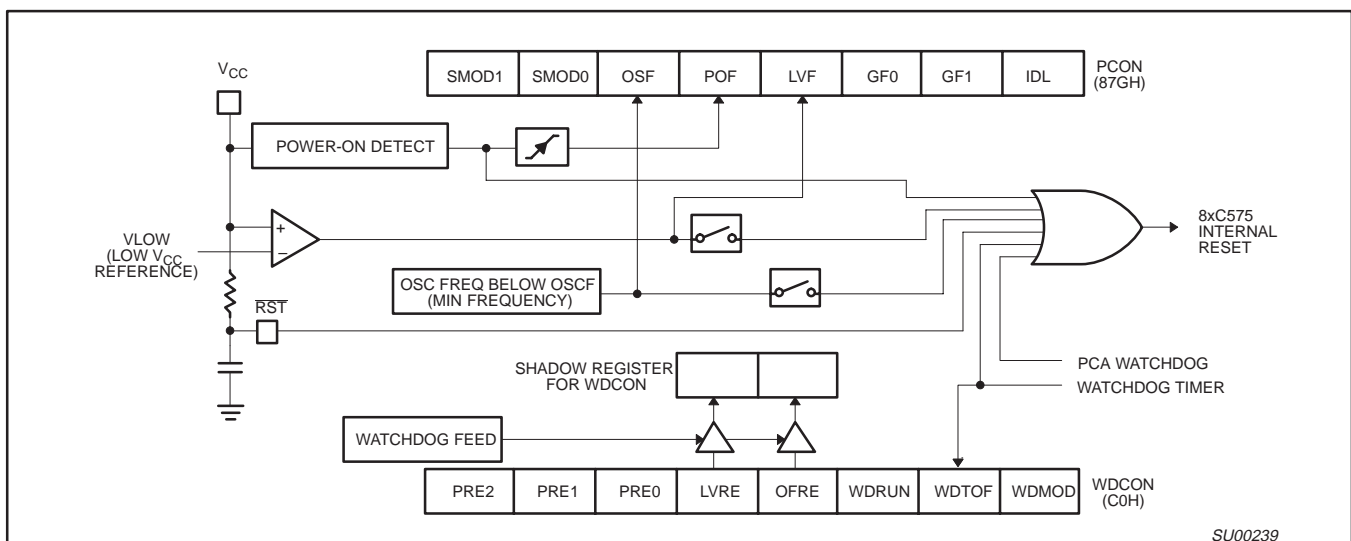 VCC
SMOD1 SMOD0 OSF POF LVF GF0 GF1 IDL
PCON
(87GH)
POWER-ON DETECT
+
–
VLOW
(LOW VCC
REFERENCE)
8xC575
INTERNAL
RESET
OSC FREQ BELOW OSCF
(MIN FREQUENCY)
RST
SHADOW REGISTER
FOR WDCON
PCA WATCHDOG
WATCHDOG TIMER
WATCHDOG FEED
PRE2 PRE1 PRE0 LVRE OFRE WDRUN WDTOF WDMOD
WDCON
(C0H)
SU00239